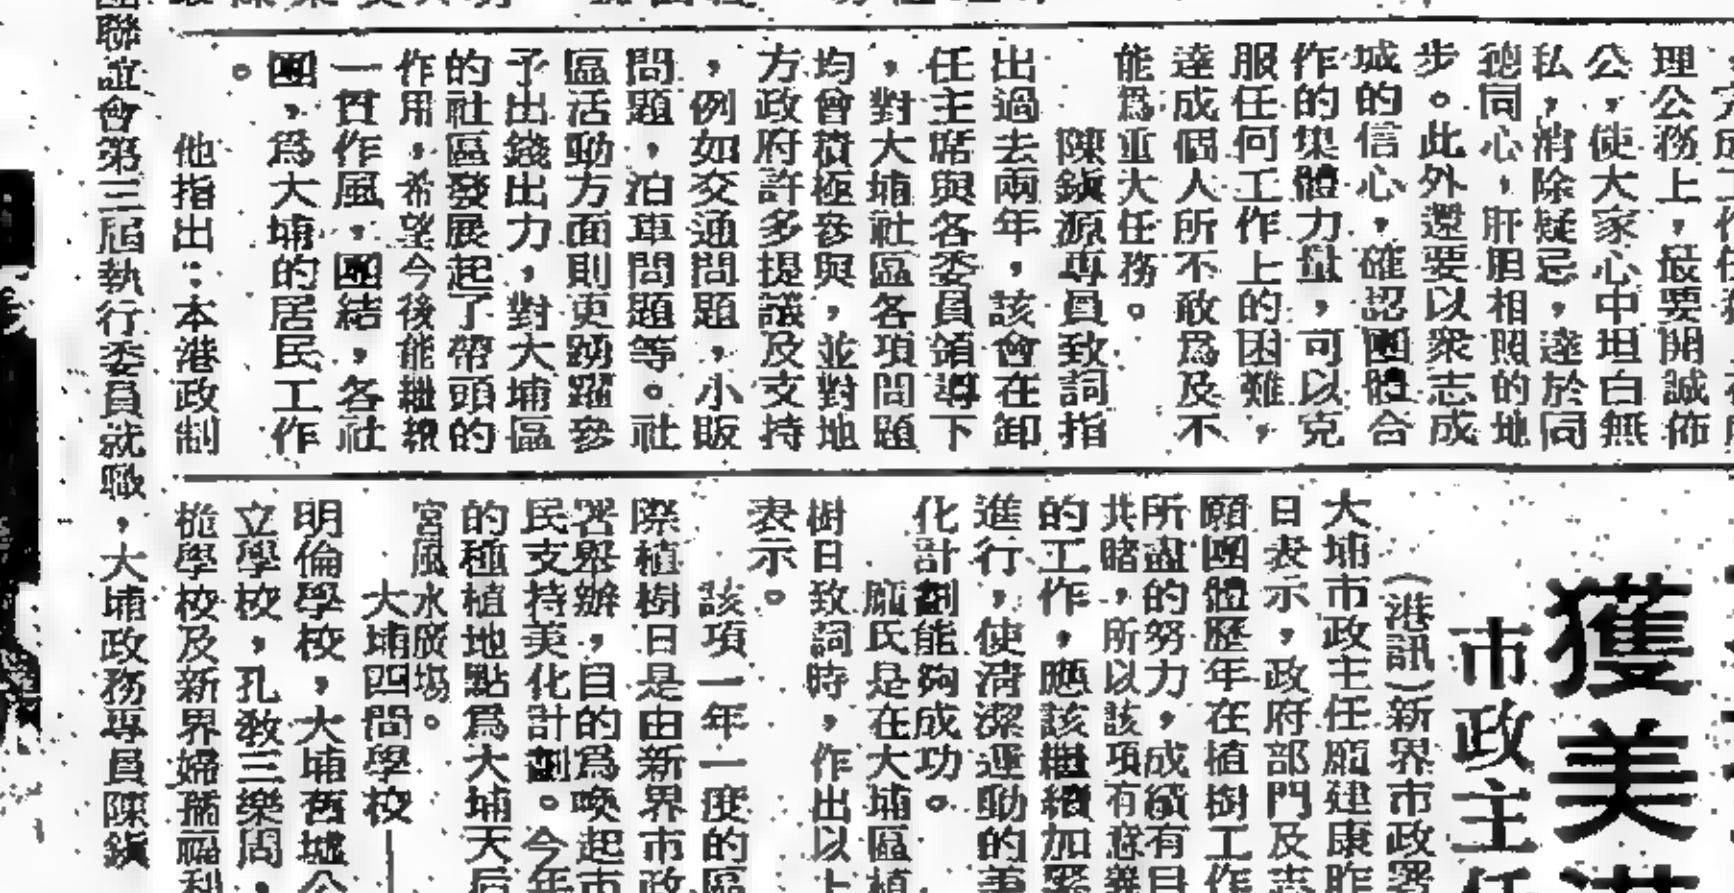 理公務上，最要開誠佈
公，使大家心中坦白無
私，消除疑忌，達於同
德同心，肝胆相照的地
步。此外還要以衆志成
城的信心，確認團體合
作的集體力量，可以克
服任何工作上的困難，
達成個人所不敢爲及不
能爲重大任務。
陳鎮源專員致詞指
出過去兩年，該會在卸
任主席與各委員領導下
，對大埔社區各項問題
均會積極參與，並對地
方政府許多提議及支持
，例如交通問題，小販
問題，泊車問題等。社
區活動方面則更踴躍參
予出錢出力，對大埔區
的社區發展起了帶頭的
作用，希望今後能繼續
一貫作風，團結，各社
團，爲大埔的居民工作
。
他指出：本港政制
聯誼會第三屆執行委員就職，大埔政務專員陳鎮
獲美
市政主任
（港訊）新界市政署
大埔市政主任龐建康昨
日表示，政府部門及志
願團體歷年在植樹工作
所盡的努力，成績有目
共睹，所以該項有意義
的工作，應該繼續加緊
進行，使清潔運動的美
化計劃能夠成功。
龐氏是在大埔區植
樹日致詞時，作出以上
表示。
該項一年一度的區
際植樹日是由新界市政
署舉辦，自的爲喚起市
民支持美化計劃。今年
的種植地點爲大埔天后
宮風水廣場。
大埔四間學校—
明倫學校，大埔舊墟公
立學校，孔教三樂周，
學校及新界婦孺福利